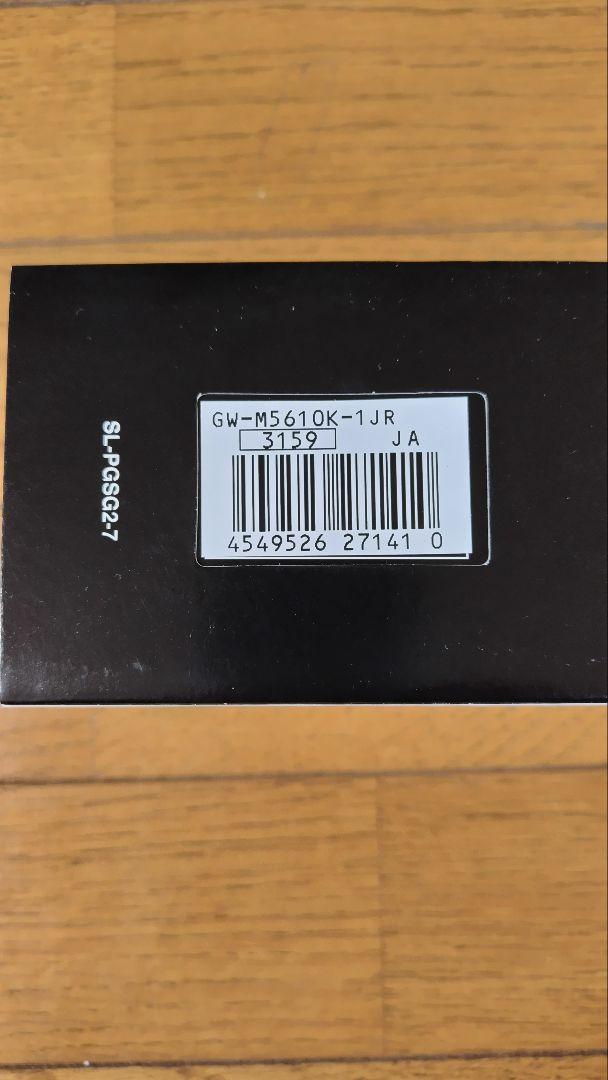 GW-M5610K-1JR
3159 JA
4549526 27141 0
SL-PGSG2-7